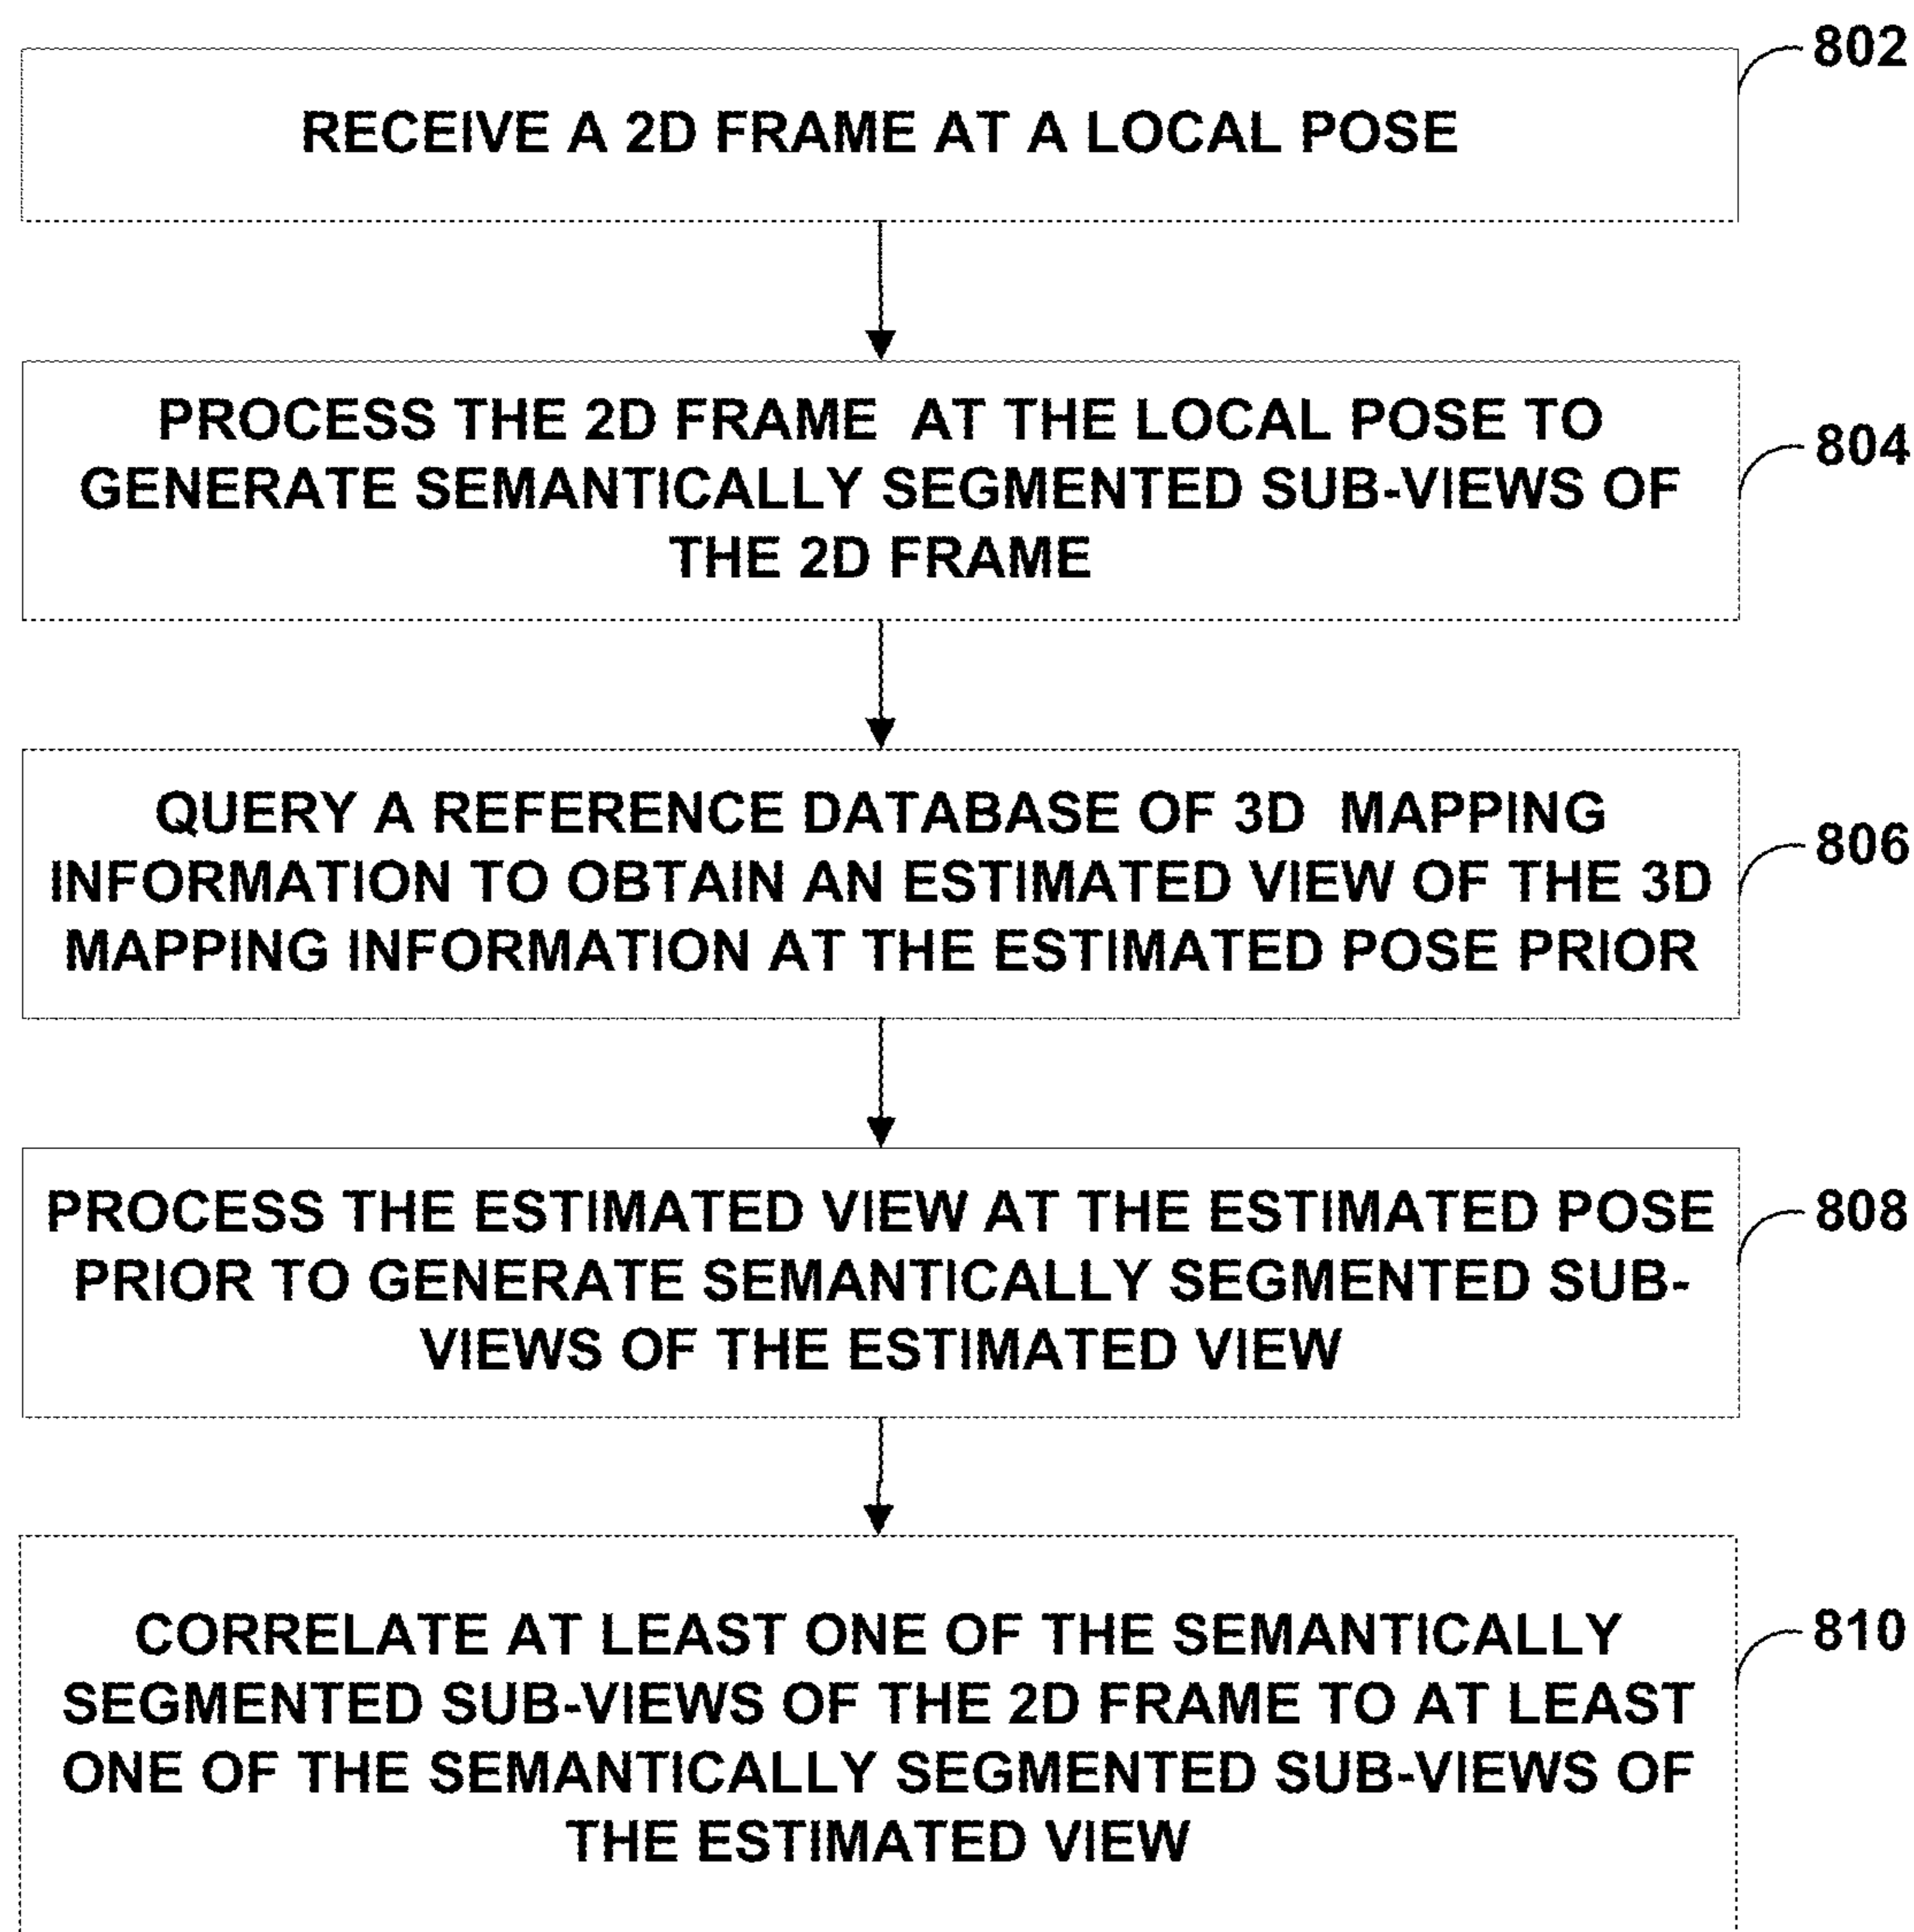 802
RECEIVE A 2D FRAME AT A LOCAL POSE
PROCESS THE 2D FRAME AT THE LOCAL POSE TO
GENERATE SEMANTICALLY SEGMENTED SUB-VIEWS OF
THE 2D FRAME
804
QUERY A REFERENCE DATABASE OF 3D MAPPING
INFORMATION TO OBTAIN AN ESTIMATED VIEW OF THE 3D
MAPPING INFORMATION AT THE ESTIMATED POSE PRIOR
806
PROCESS THE ESTIMATED VIEW AT THE ESTIMATED POSE
PRIOR TO GENERATE SEMANTICALLY SEGMENTED SUB-
VIEWS OF THE ESTIMATED VIEW
808
CORRELATE AT LEAST ONE OF THE SEMANTICALLY
SEGMENTED SUB-VIEWS OF THE 2D FRAME TO AT LEAST
ONE OF THE SEMANTICALLY SEGMENTED SUB-VIEWS OF
THE ESTIMATED VIEW
810